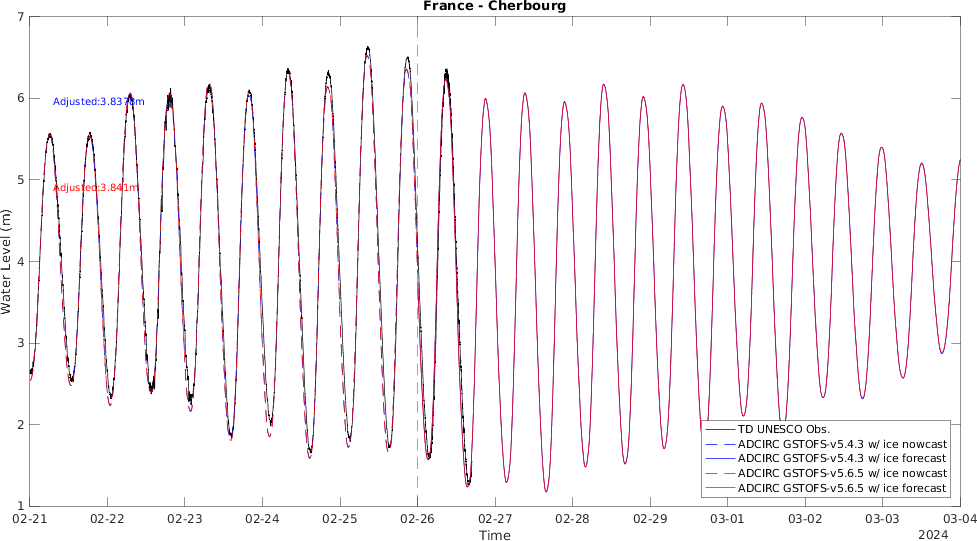 France - Cherbourg
7
6
5
4
3
2
1
Water Level (m)
Adjusted:3.8378m
Adjusted:3.841m
TD UNESCO Obs.
ADCIRC GSTOFS-v5.4.3 w/ ice nowcast
ADCIRC GSTOFS-v5.4.3 w/ ice forecast
ADCIRC GSTOFS-v5.6.5 w/ ice nowcast
ADCIRC GSTOFS-v5.6.5 w/ ice forecast
02-21 02-22 02-23 02-24 02-25 02-26 02-27 02-28 02-29 03-01 03-02 03-03 03-04
Time
2024